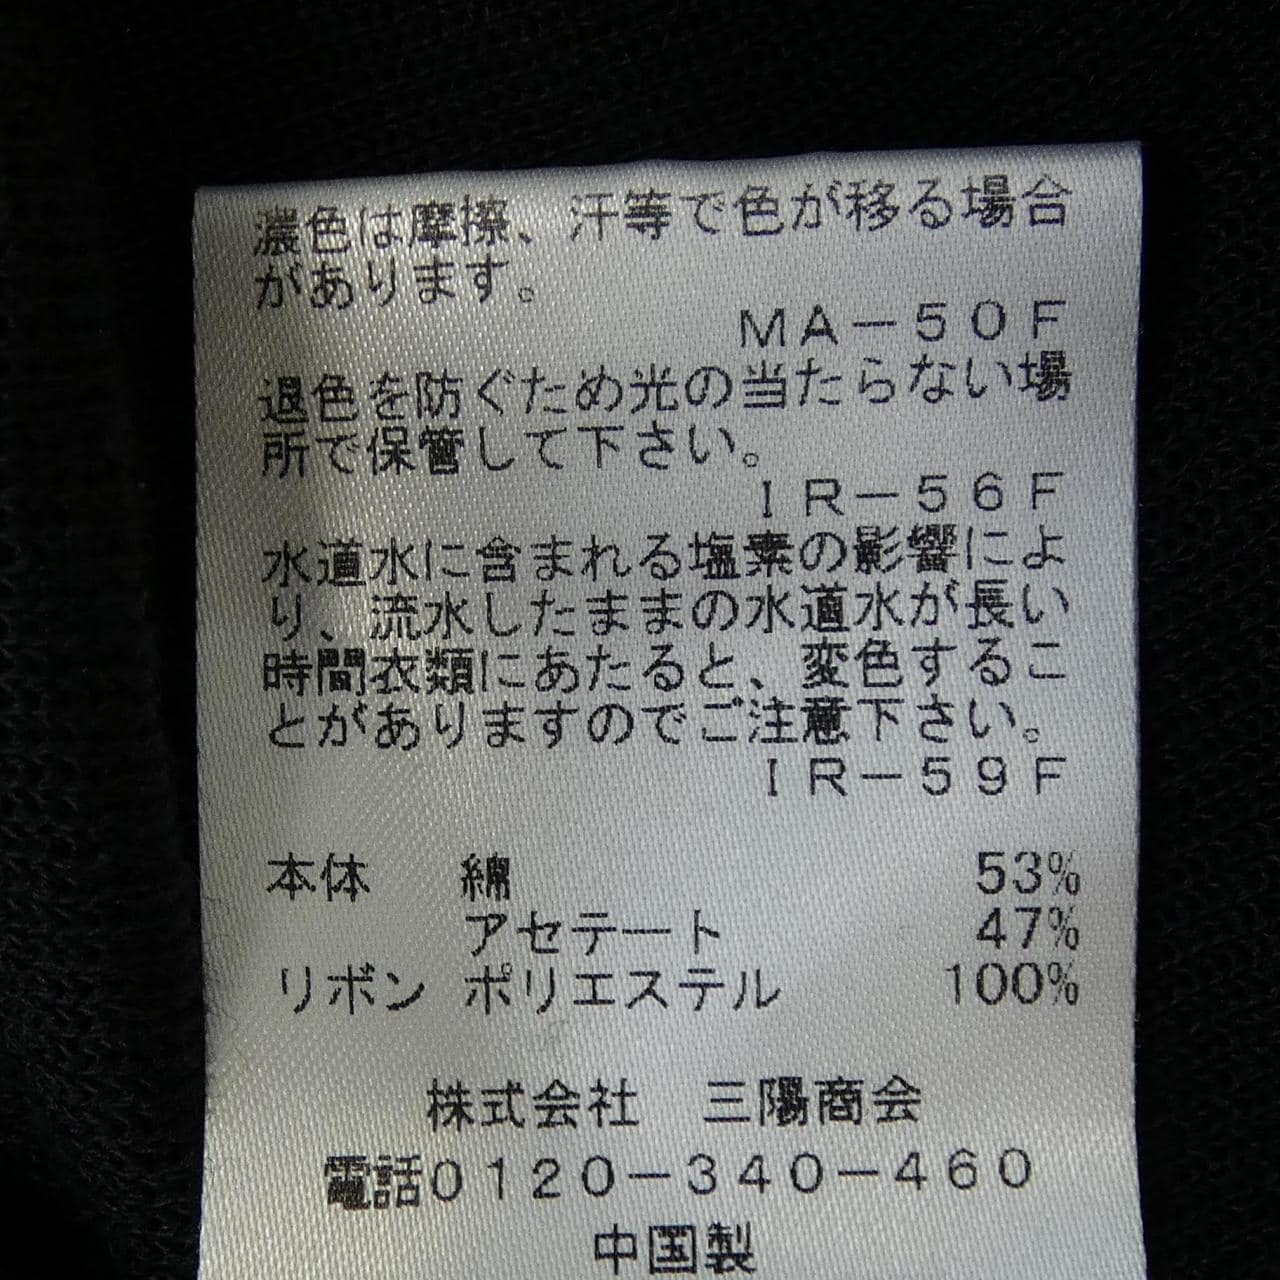 濃色は摩擦、汗等で色が移る場合
があります。
ＭＡ－５０Ｆ
退色を防ぐため光の当たらない場
所で保管して下さい。
ＩＲ－５６Ｆ
水道水に含まれる塩素の影響によ
り、流水したままの水道水が長い
時間衣類にあたると、変色するこ
とがありますのでご注意下さい。
ＩＲ－５９Ｆ
本体　綿　53%
アセテート　47%
リボン　ポリエステル　100%
株式会社　三陽商会
電話０１２０－３４０－４６０
中国製